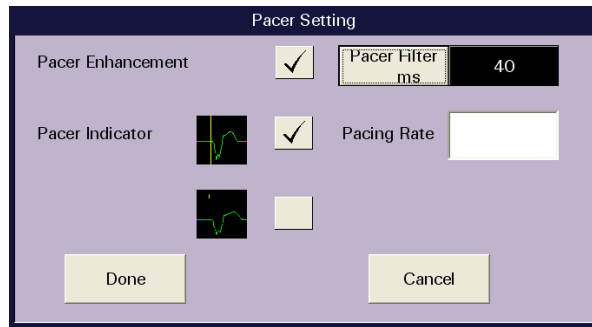 Pacer Setting
Pacer Enhancement
Pacer Filter
ms
40
Pacer Indicator
Pacing Rate
Done
Cancel